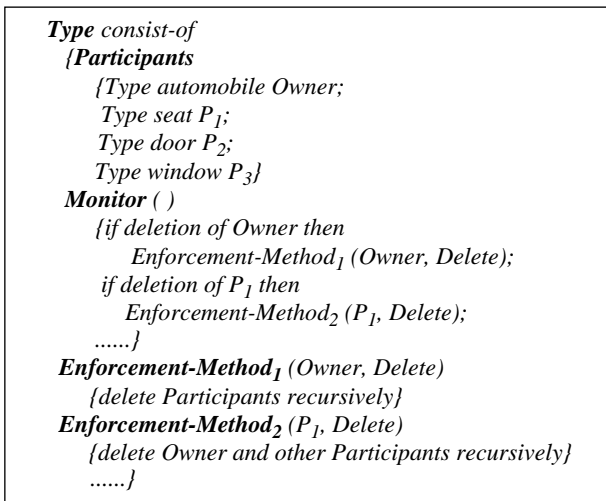 Type consist-of
{Participants
{Type automobile Owner;
Type seat P₁;
Type door P₂;
Type window P₃}
Monitor ( )
{if deletion of Owner then
Enforcement-Method₁ (Owner, Delete);
if deletion of P₁ then
Enforcement-Method₂ (P₁, Delete);
......}
Enforcement-Method₁ (Owner, Delete)
{delete Participants recursively}
Enforcement-Method₂ (P₁, Delete)
{delete Owner and other Participants recursively}
......}